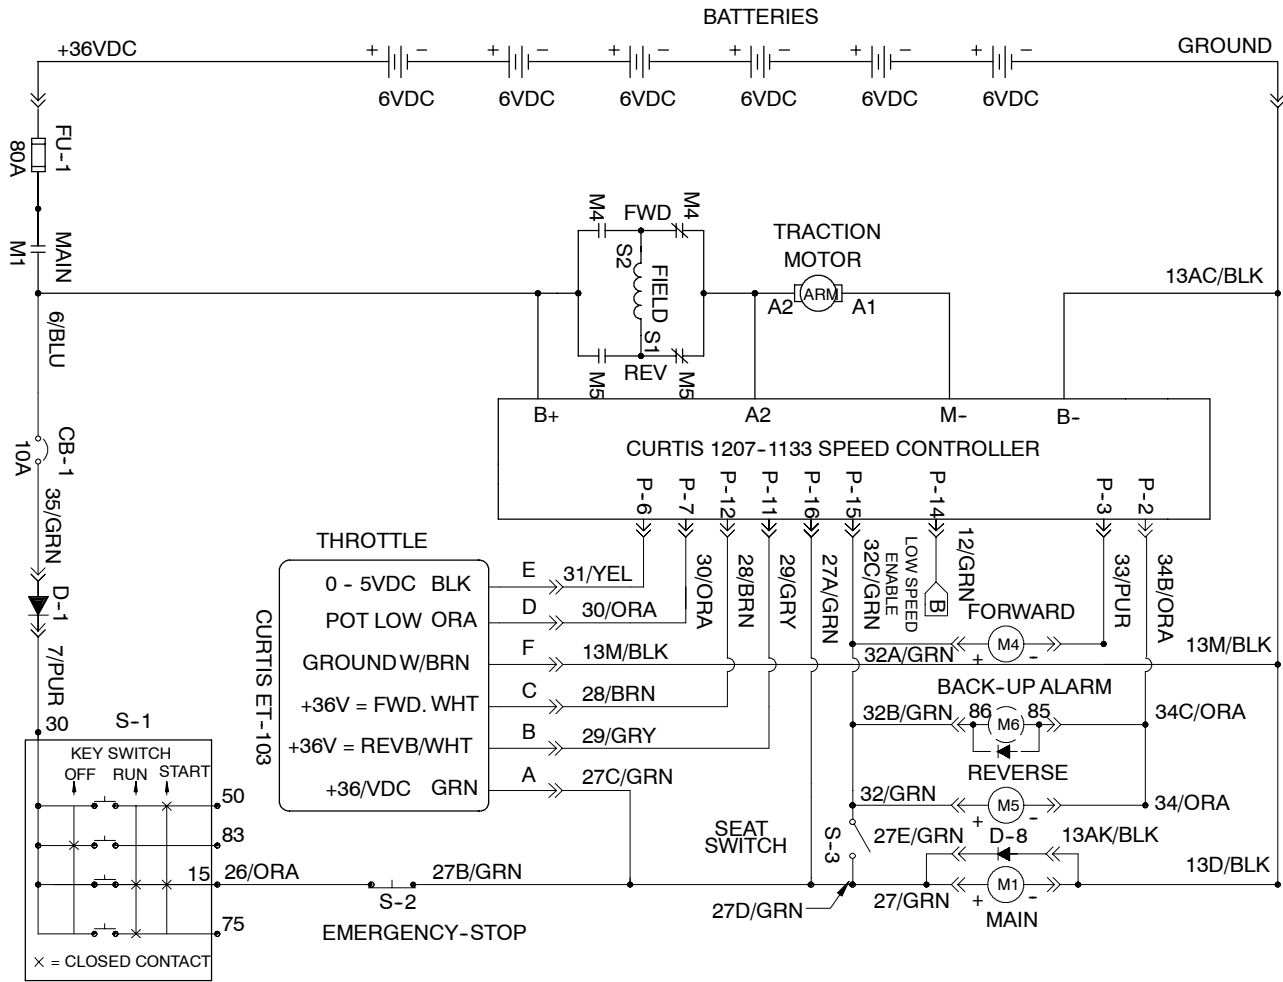 BATTERIES
+36VDC
GROUND
+ - + - + - + - + - + -
6VDC 6VDC 6VDC 6VDC 6VDC 6VDC
FU-1
80A
MAIN
M1
M4 FWD M4
S2 FIELD S1
M5 REV M5
TRACTION
MOTOR
A2 ARM A1
13AC/BLK
6/BLU
CB-1
10A
35/GRN
D-1
7/PUR
B+ A2 M- B-
CURTIS 1207-1133 SPEED CONTROLLER
P-6 P-7 P-12 P-11 P-16 P-15 P-14 P-3 P-2
30/ORA 28/BRN 29/GRY 27A/GRN 32C/GRN
LOW SPEED
ENABLE
12/GRN
B
33/PUR 34B/ORA
THROTTLE
CURTIS ET-103
0 - 5VDC BLK E 31/YEL
POT LOW ORA D 30/ORA
GROUND W/BRN F 13M/BLK
+36V = FWD. WHT C 28/BRN
+36V = REVB/WHT B 29/GRY
+36/VDC GRN A 27C/GRN
FORWARD
32A/GRN + M4 -
13M/BLK
BACK-UP ALARM
32B/GRN 86 M6 85 34C/ORA
REVERSE
32/GRN + M5 - 34/ORA
SEAT
SWITCH
S-3
27E/GRN D-8 13AK/BLK
13D/BLK
27D/GRN
27/GRN + M1 -
MAIN
30 S-1
KEY SWITCH
OFF RUN START
50
83
15 26/ORA
75
× = CLOSED CONTACT
S-2
27B/GRN
EMERGENCY-STOP